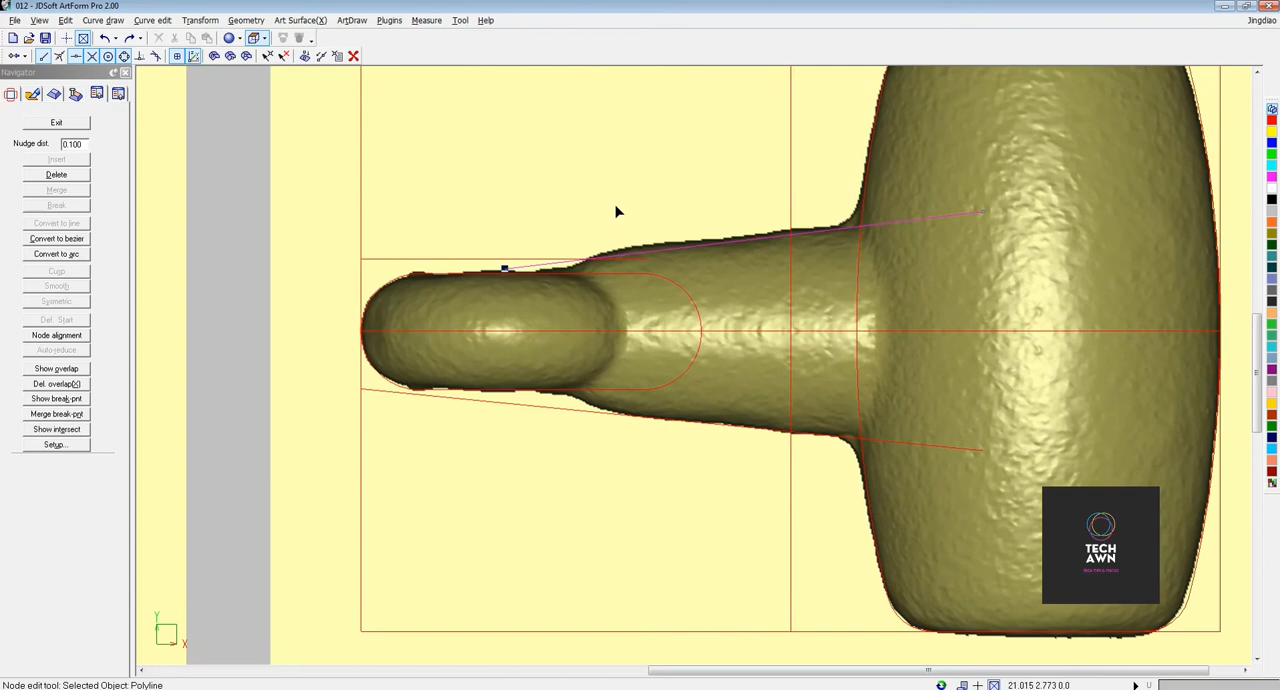 012 - JDSoft ArtForm Pro 2.00
File View Edit Curve draw Curve edit Transform Geometry Art Surface(X) ArtDraw Plugins Measure Tool Help
Jingdiao
Navigator
Exit
Nudge dist. 0.100
Insert
Delete
Merge
Break
Convert to line
Convert to bezier
Convert to arc
Cusp
Smooth
Symetric
Def. Start
Node alignment
Auto-reduce
Show overlap
Del. overlap(X)
Show break-pnt
Merge break-pnt
Show intersect
Setup...
TECH
AWN
Y
X
Node edit tool: Selected Object: Polyline
21.015 2.773 0.0
U